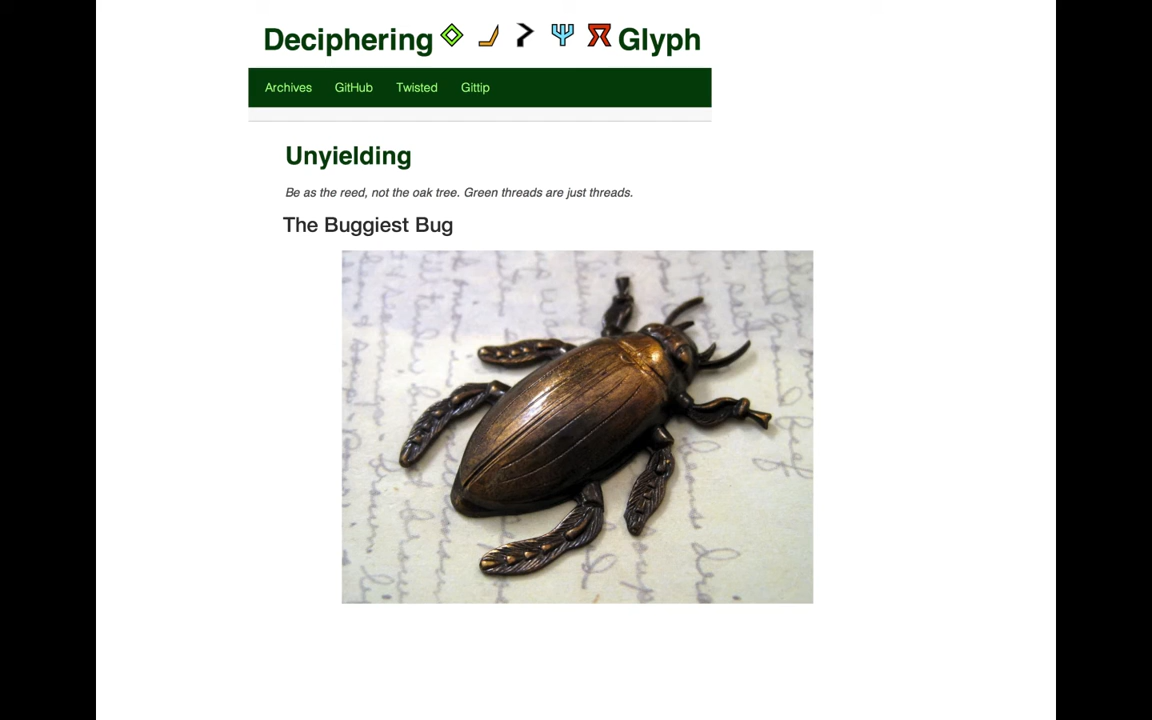 Deciphering Glyph
Archives GitHub Twisted Gittip
Unyielding
Be as the reed, not the oak tree. Green threads are just threads.
The Buggiest Bug